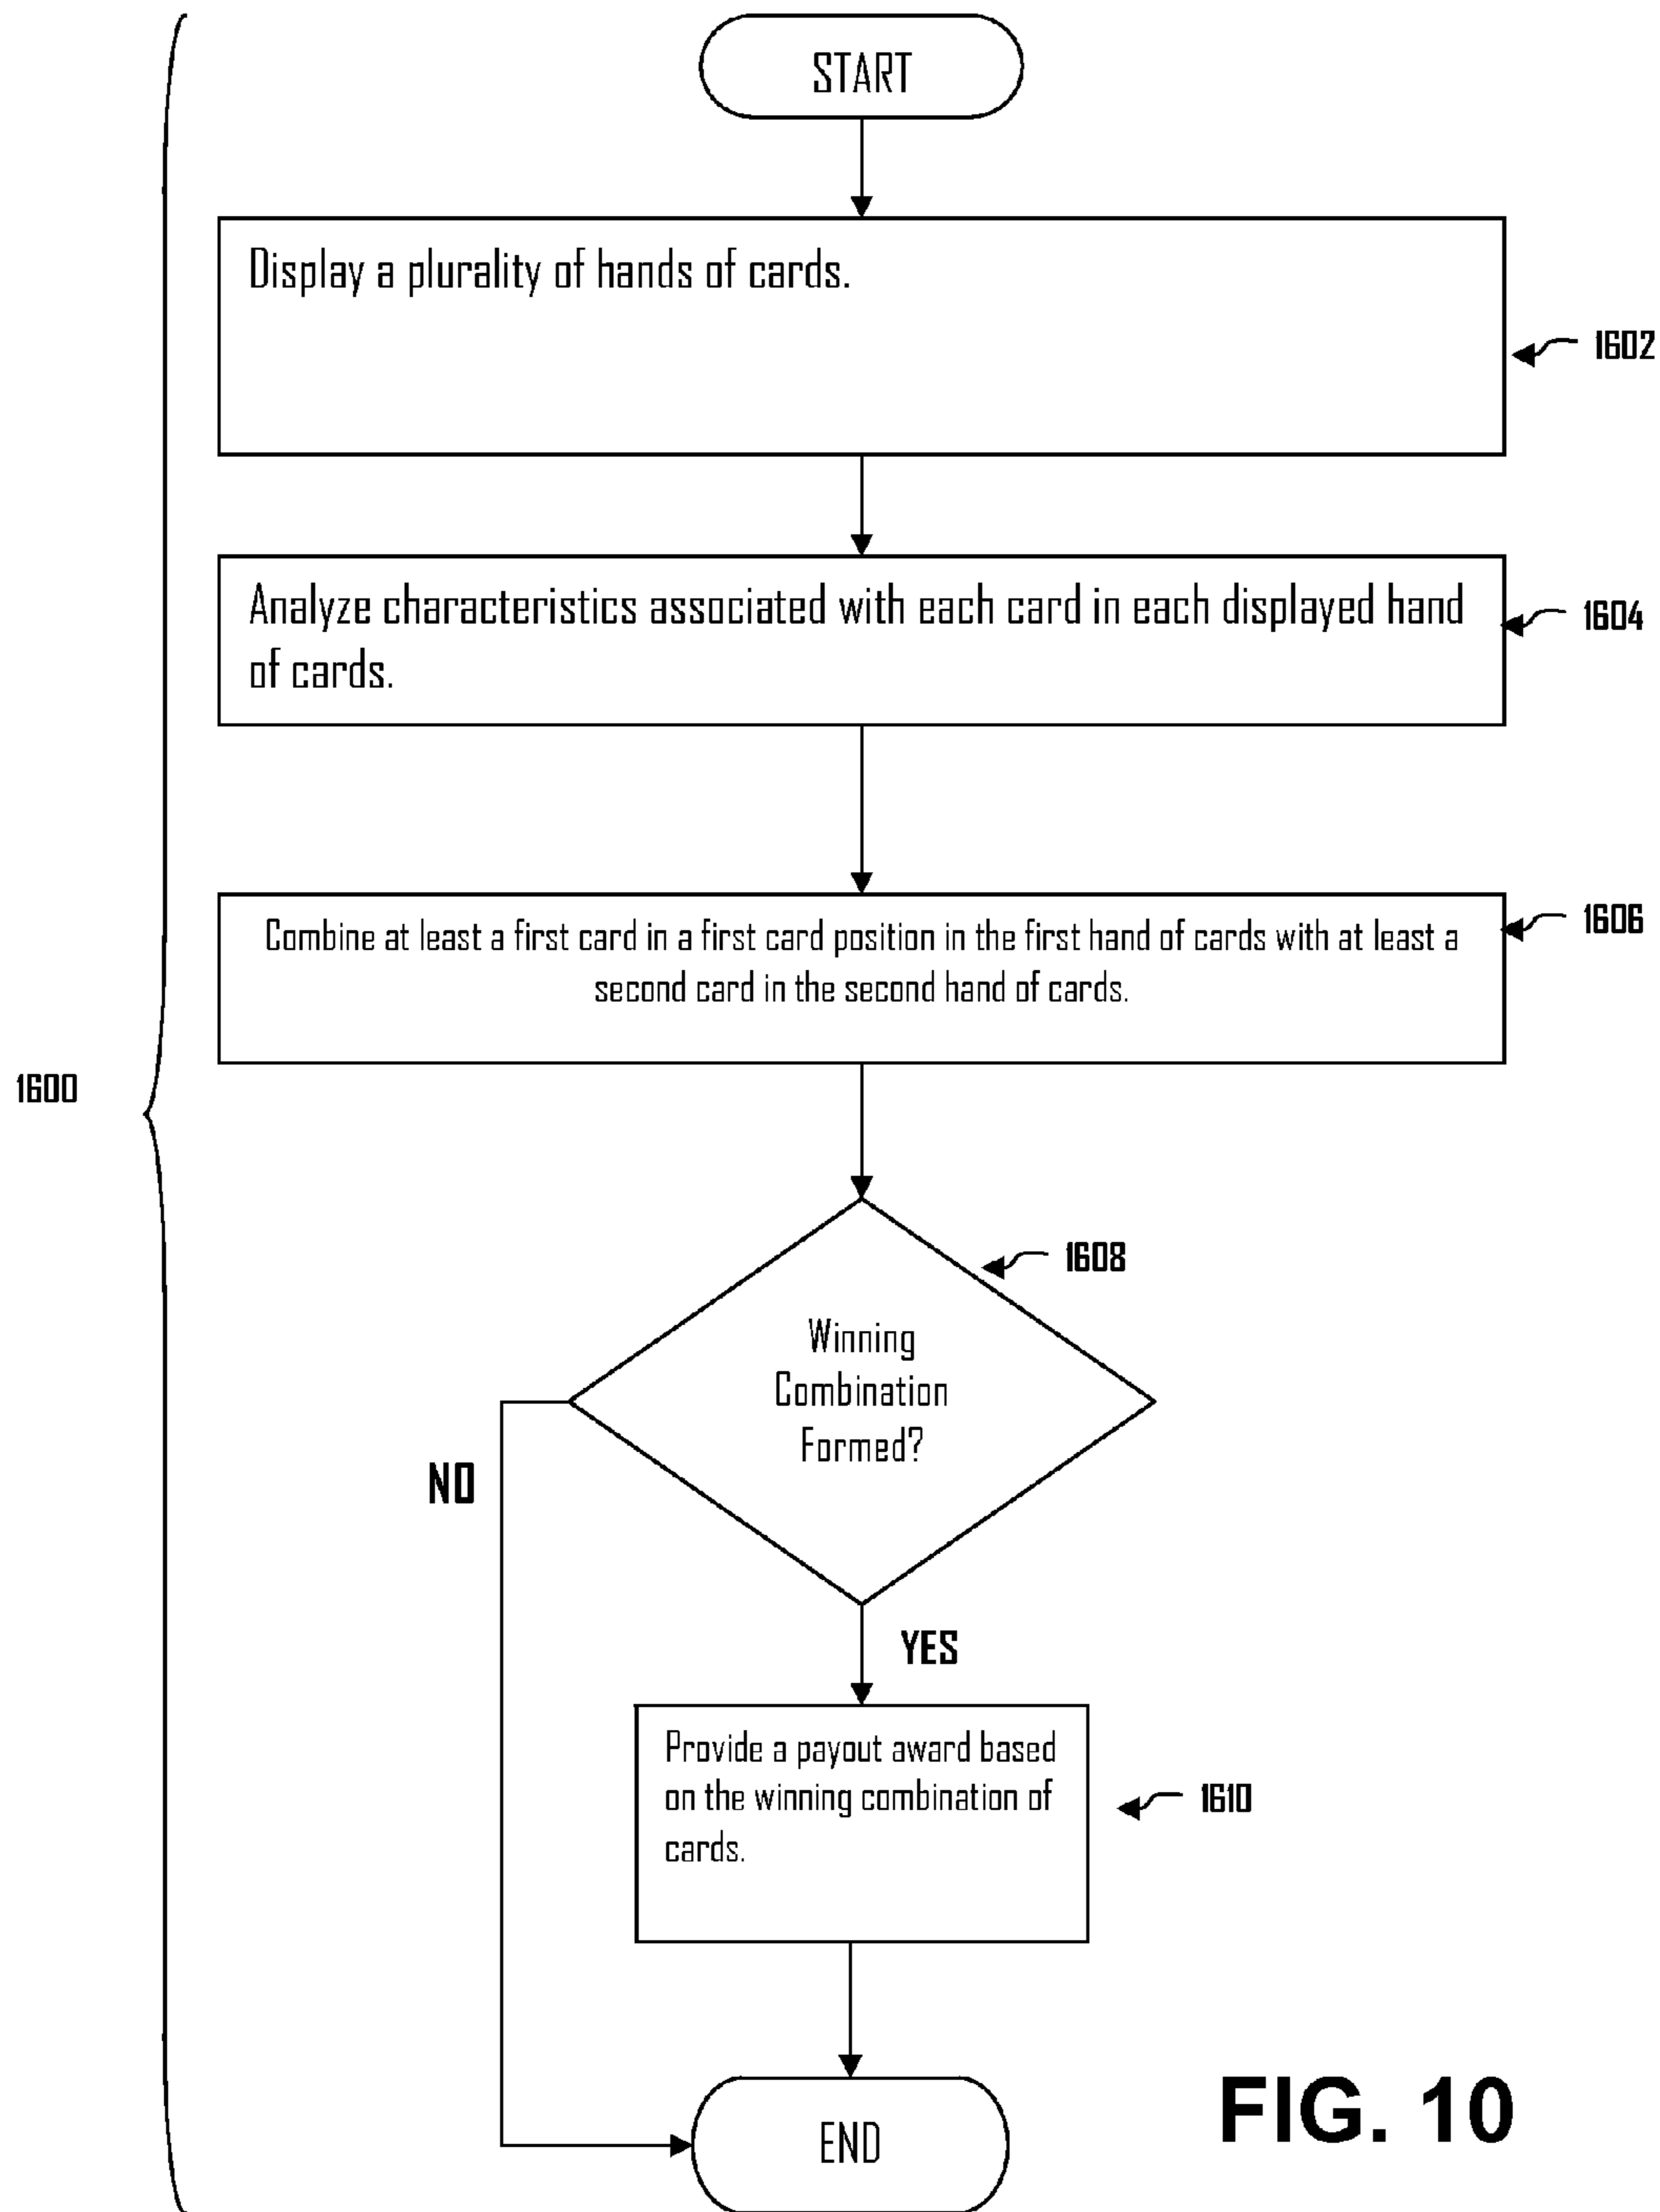 START
Display a plurality of hands of cards.
1602
Analyze characteristics associated with each card in each displayed hand
of cards.
1604
Combine at least a first card in a first card position in the first hand of cards with at least a
second card in the second hand of cards.
1606
1600
1608
Winning
Combination
Formed?
NO
YES
Provide a payout award based
on the winning combination of
cards.
1610
END
FIG. 10